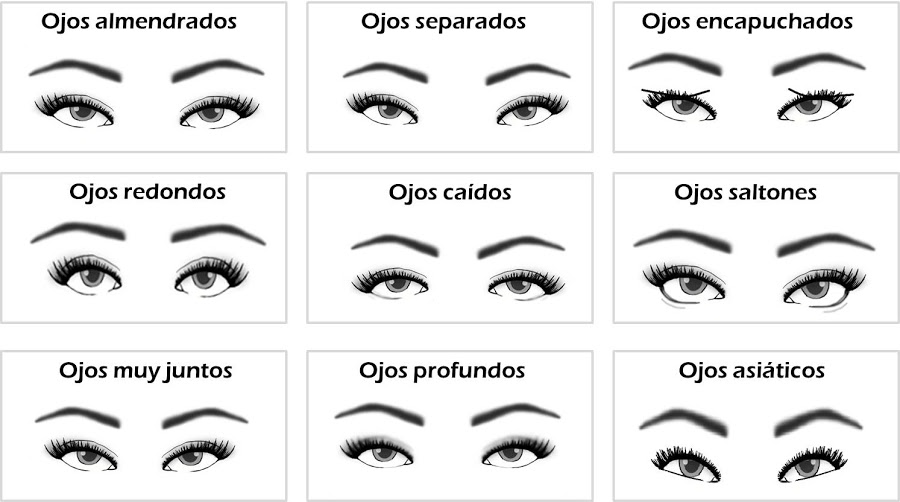 Ojos almendrados
Ojos separados
Ojos encapuchados
Ojos redondos
Ojos caídos
Ojos saltones
Ojos muy juntos
Ojos profundos
Ojos asiáticos